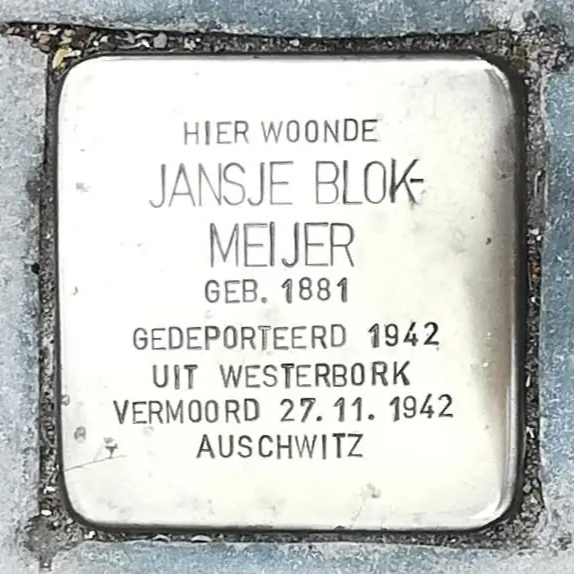 HIER WOONDE
JANSJE BLOK-
MEIJER
GEB. 1881
GEDEPORTEERD 1942
UIT WESTERBORK
VERMOORD 27.11.1942
AUSCHWITZ